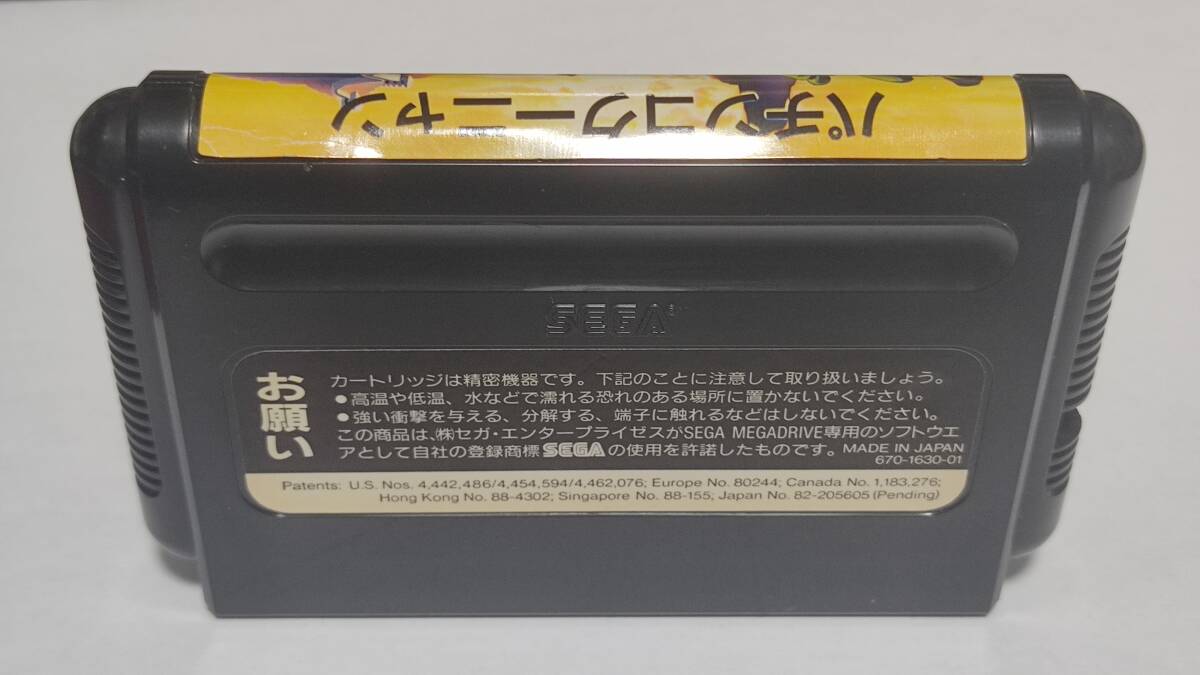 パチンコクーニャン
SEGA
お願い
カートリッジは精密機器です。下記のことに注意して取り扱いましょう。
●高温や低温、水などで濡れる恐れのある場所に置かないでください。
●強い衝撃を与える、分解する、端子に触れるなどはしないでください。
この商品は、㈱セガ・エンタープライゼスがSEGA MEGADRIVE専用のソフトウエ
アとして自社の登録商標SEGAの使用を許諾したものです。MADE IN JAPAN
670-1630-01
Patents: U.S. Nos. 4,442,486/4,454,594/4,462,076; Europe No. 80244; Canada No. 1,183,276;
Hong Kong No. 88-4302; Singapore No. 88-155; Japan No. 82-205605 (Pending)